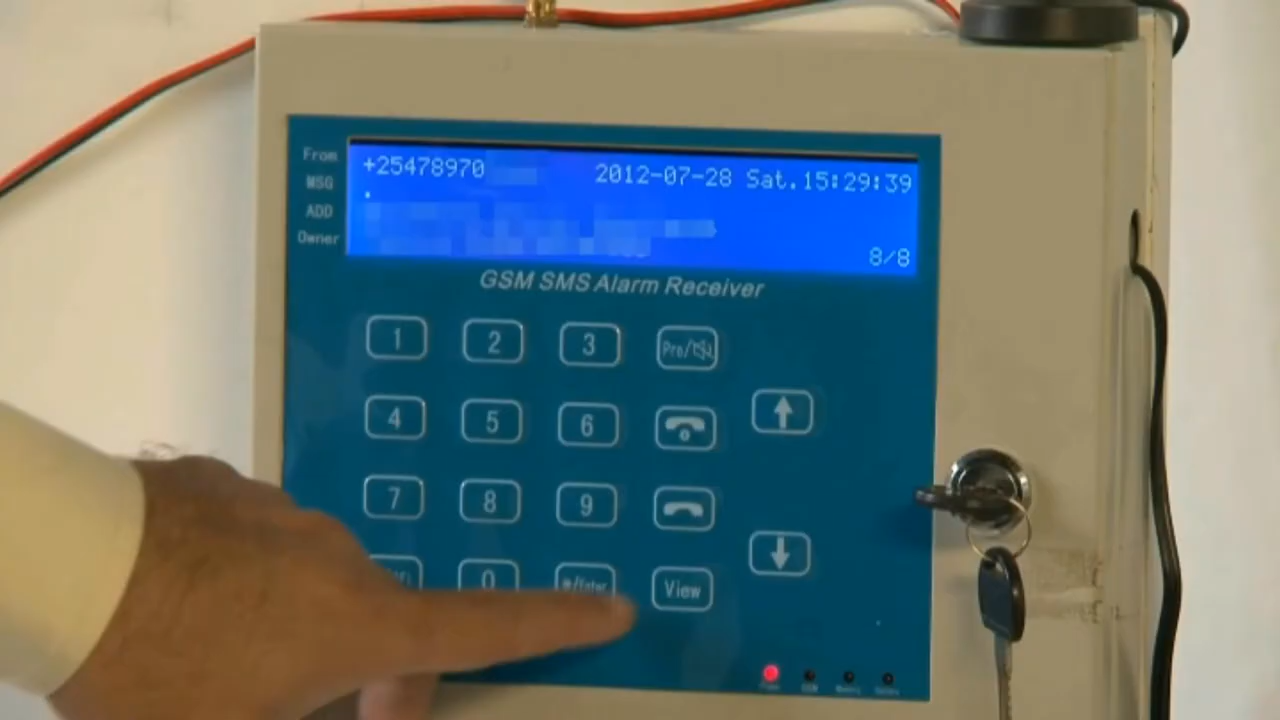 From
MSG
ADD
Owner
+25478970
2012-07-28 Sat.15:29:39
.
8/8
GSM SMS Alarm Receiver
1 2 3 Pro/
4 5 6
7 8 9
0 View